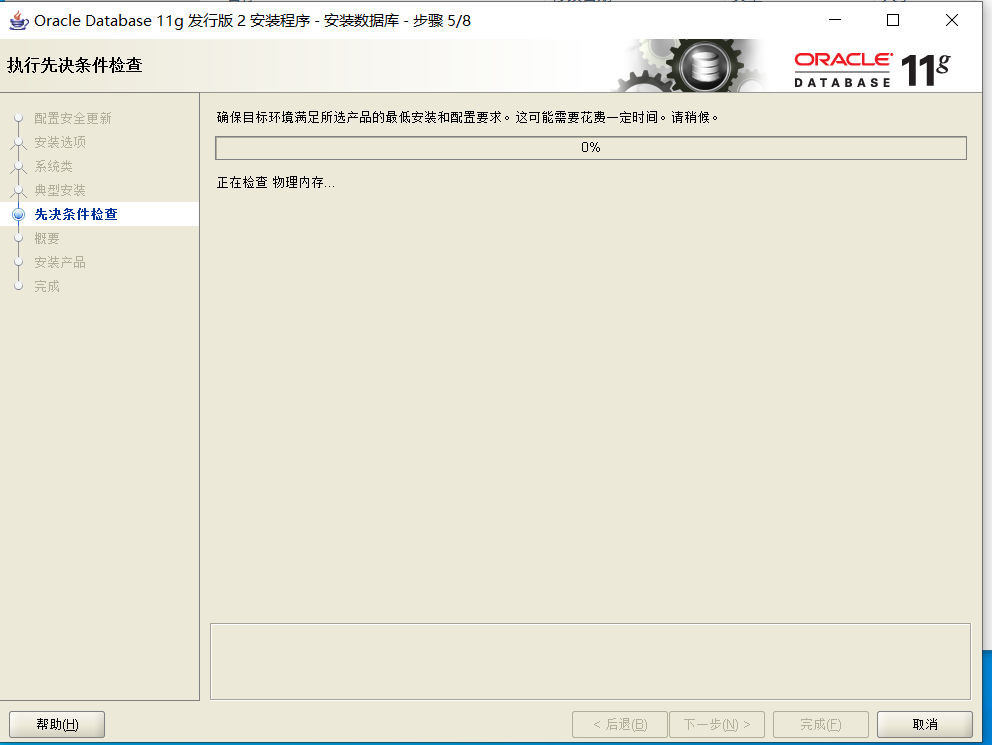 Oracle Database 11g 发行版 2 安装程序 - 安装数据库 - 步骤 5/8
执行先决条件检查
ORACLE
DATABASE 11g
配置安全更新
安装选项
系统类
典型安装
先决条件检查
概要
安装产品
完成
确保目标环境满足所选产品的最低安装和配置要求。这可能需要花费一定时间。请稍候。
0%
正在检查 物理内存...
帮助(H)
< 后退(B)
下一步(N) >
完成(F)
取消